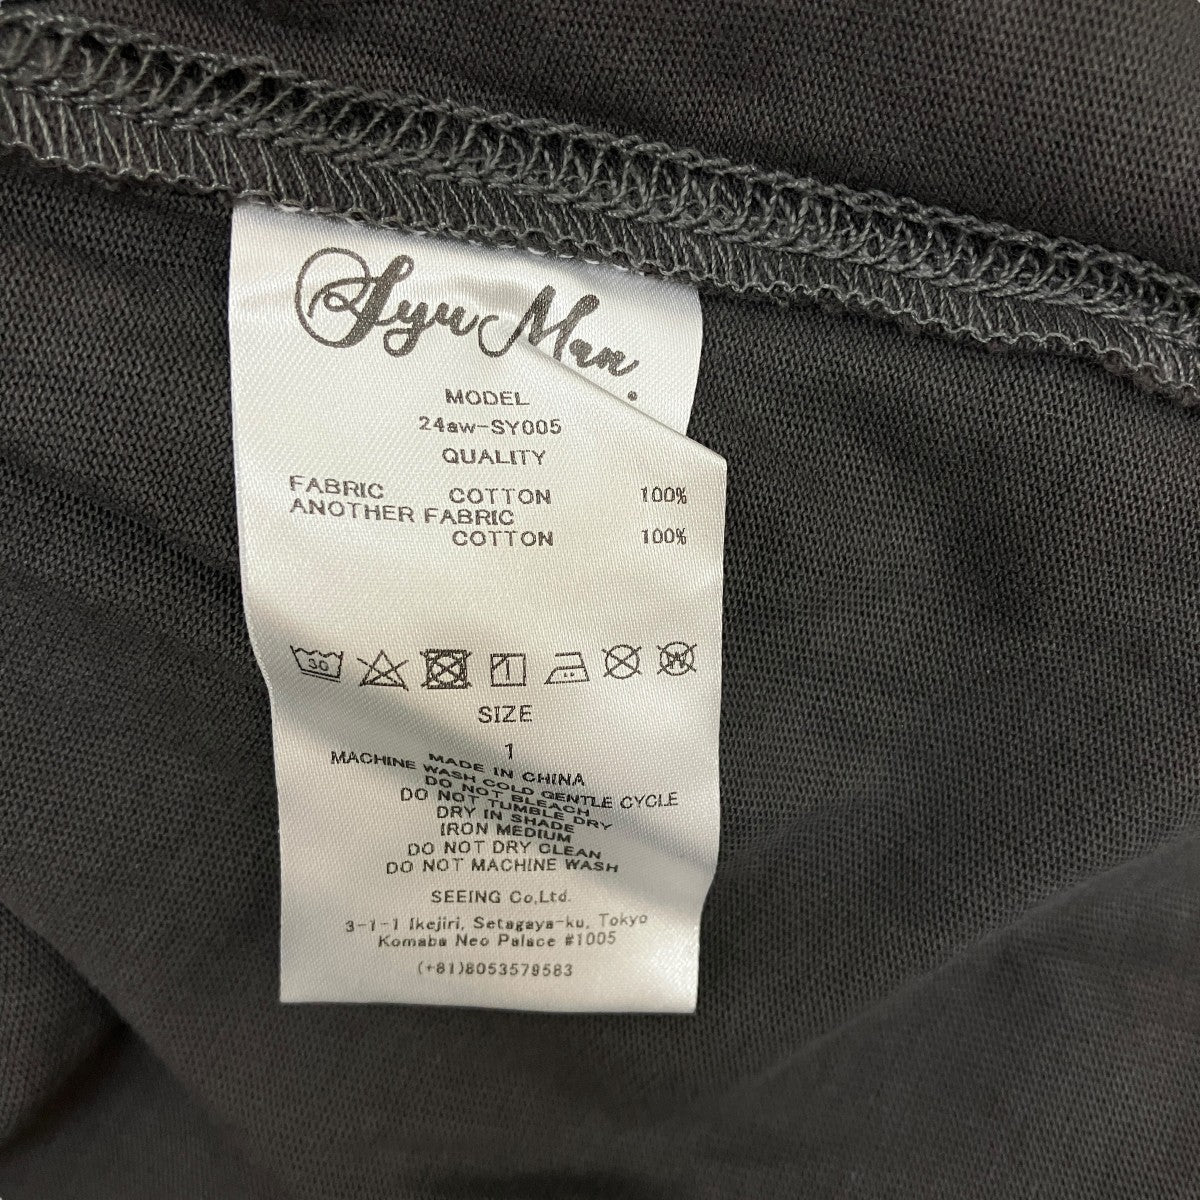 Syu Man.
MODEL
24aw-SY005
QUALITY
FABRIC COTTON 100%
ANOTHER FABRIC
COTTON 100%
30 1 W
SIZE
1
MADE IN CHINA
MACHINE WASH COLD GENTLE CYCLE
DO NOT BLEACH
DO NOT TUMBLE DRY
DRY IN SHADE
IRON MEDIUM
DO NOT DRY CLEAN
DO NOT MACHINE WASH
SEEING Co,Ltd.
3-1-1 Ikejiri, Setagaya-ku, Tokyo
Komaba Neo Palace #1005
(+81)8053579583